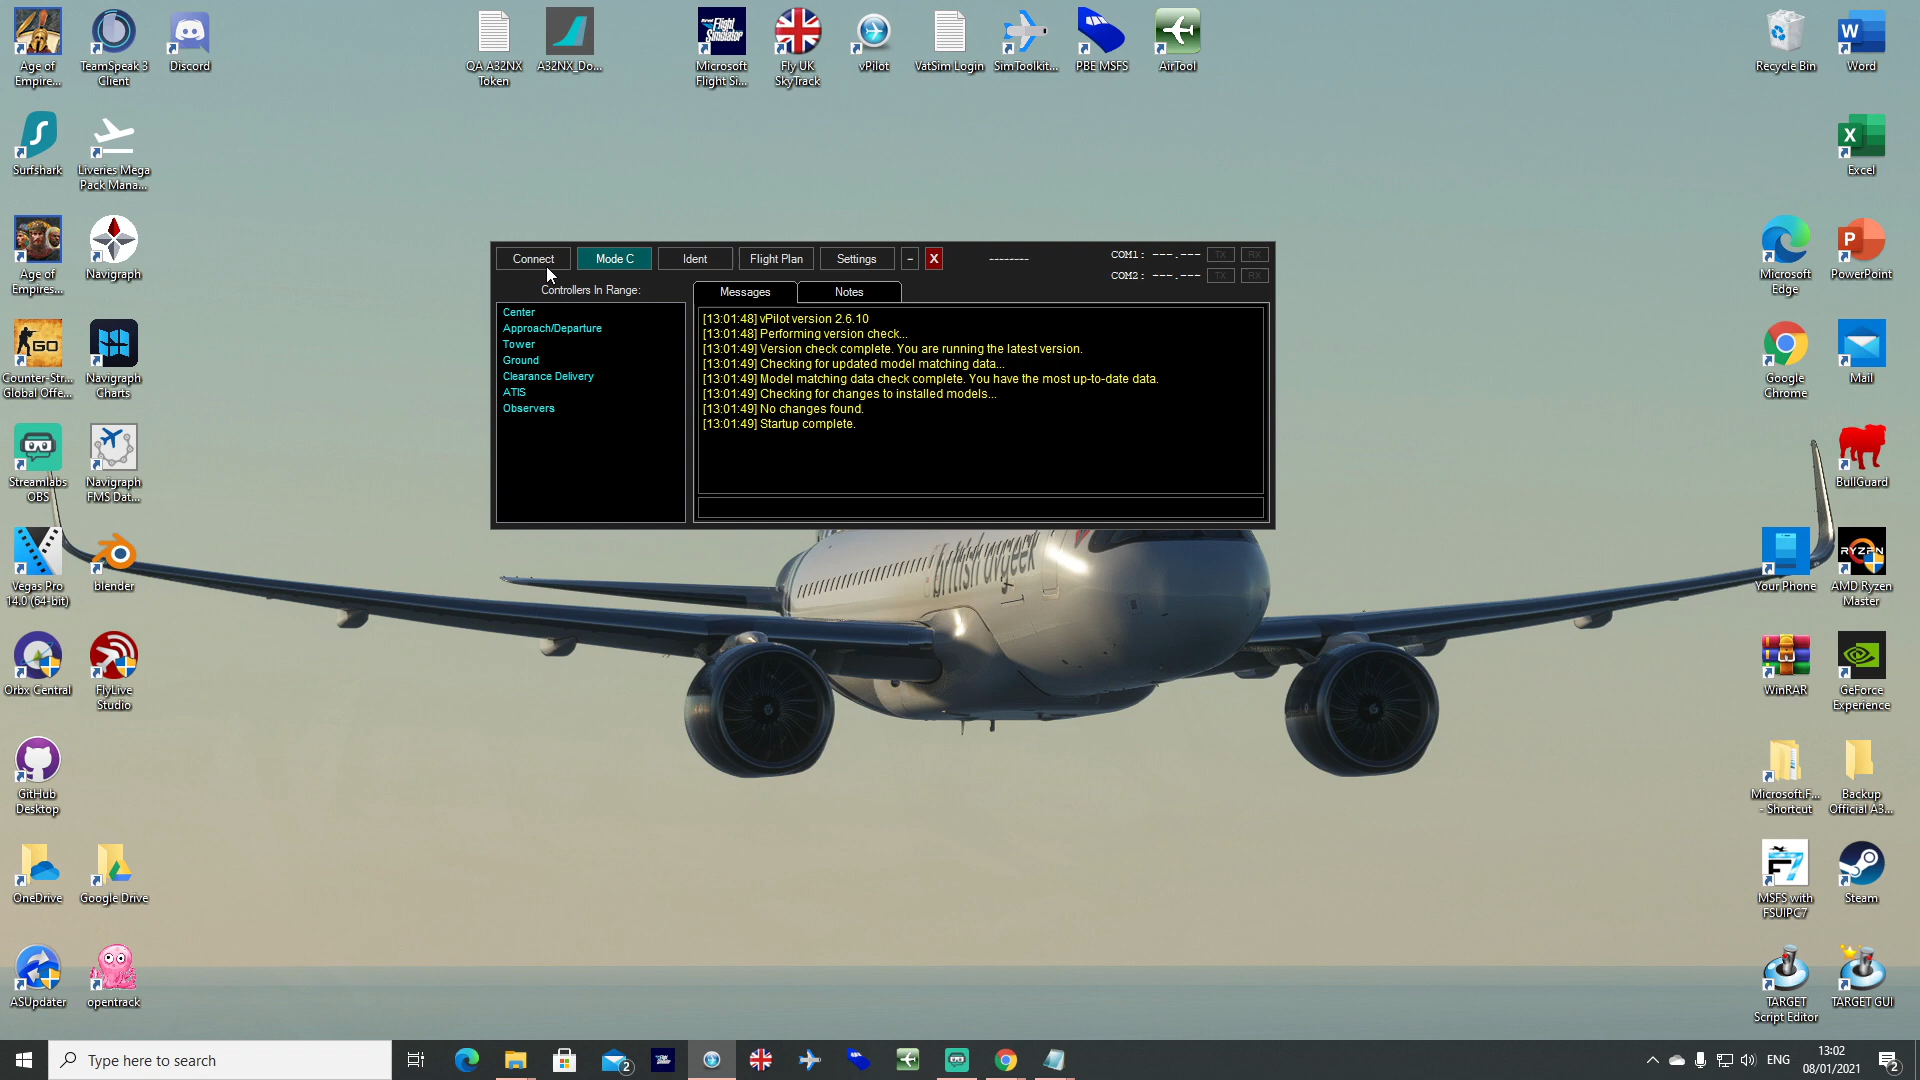 Age of
Empire...
TeamSpeak 3
Client
Discord
QA A32NX
Token
A32NX_Do...
Microsoft
Flight Si...
Fly UK
SkyTrack
vPilot
VatSim Login
SimToolkit...
PBE MSFS
AirTool
Recycle Bin
Word
Surfshark
Liveries Mega
Pack Mana...
Excel
Age of
Empires...
Navigraph
Microsoft
Edge
PowerPoint
Connect
Mode C
Ident
Flight Plan
Settings
–
X
--------
COM1: ---.---
TX
RX
COM2: ---.---
TX
RX
Controllers In Range:
Messages
Notes
Center
Approach/Departure
Tower
Ground
Clearance Delivery
ATIS
Observers
[13:01:48] vPilot version 2.6.10
[13:01:48] Performing version check...
[13:01:49] Version check complete. You are running the latest version.
[13:01:49] Checking for updated model matching data...
[13:01:49] Model matching data check complete. You have the most up-to-date data.
[13:01:49] Checking for changes to installed models...
[13:01:49] No changes found.
[13:01:49] Startup complete.
GO
Counter-Str...
Global Offe...
Navigraph
Charts
Google
Chrome
Mail
Streamlabs
OBS
Navigraph
FMS Dat...
BullGuard
british avgeek
Vegas Pro
14.0 (64-bit)
blender
Your Phone
RYZEN
AMD Ryzen
Master
Orbx Central
FlyLive
Studio
WinRAR
GeForce
Experience
GitHub
Desktop
Microsoft.F...
- Shortcut
Backup
Official A3...
OneDrive
Google Drive
F7
MSFS with
FSUIPC7
Steam
ASUpdater
opentrack
TARGET
Script Editor
TARGET GUI
Type here to search
2
ENG
13:02
08/01/2021
2